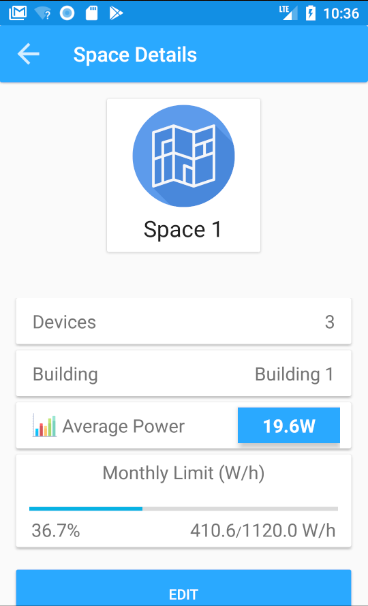 LTE 10:36
Space Details
Space 1
Devices 3
Building Building 1
Average Power 19.6W
Monthly Limit (W/h)
36.7% 410.6/1120.0 W/h
EDIT